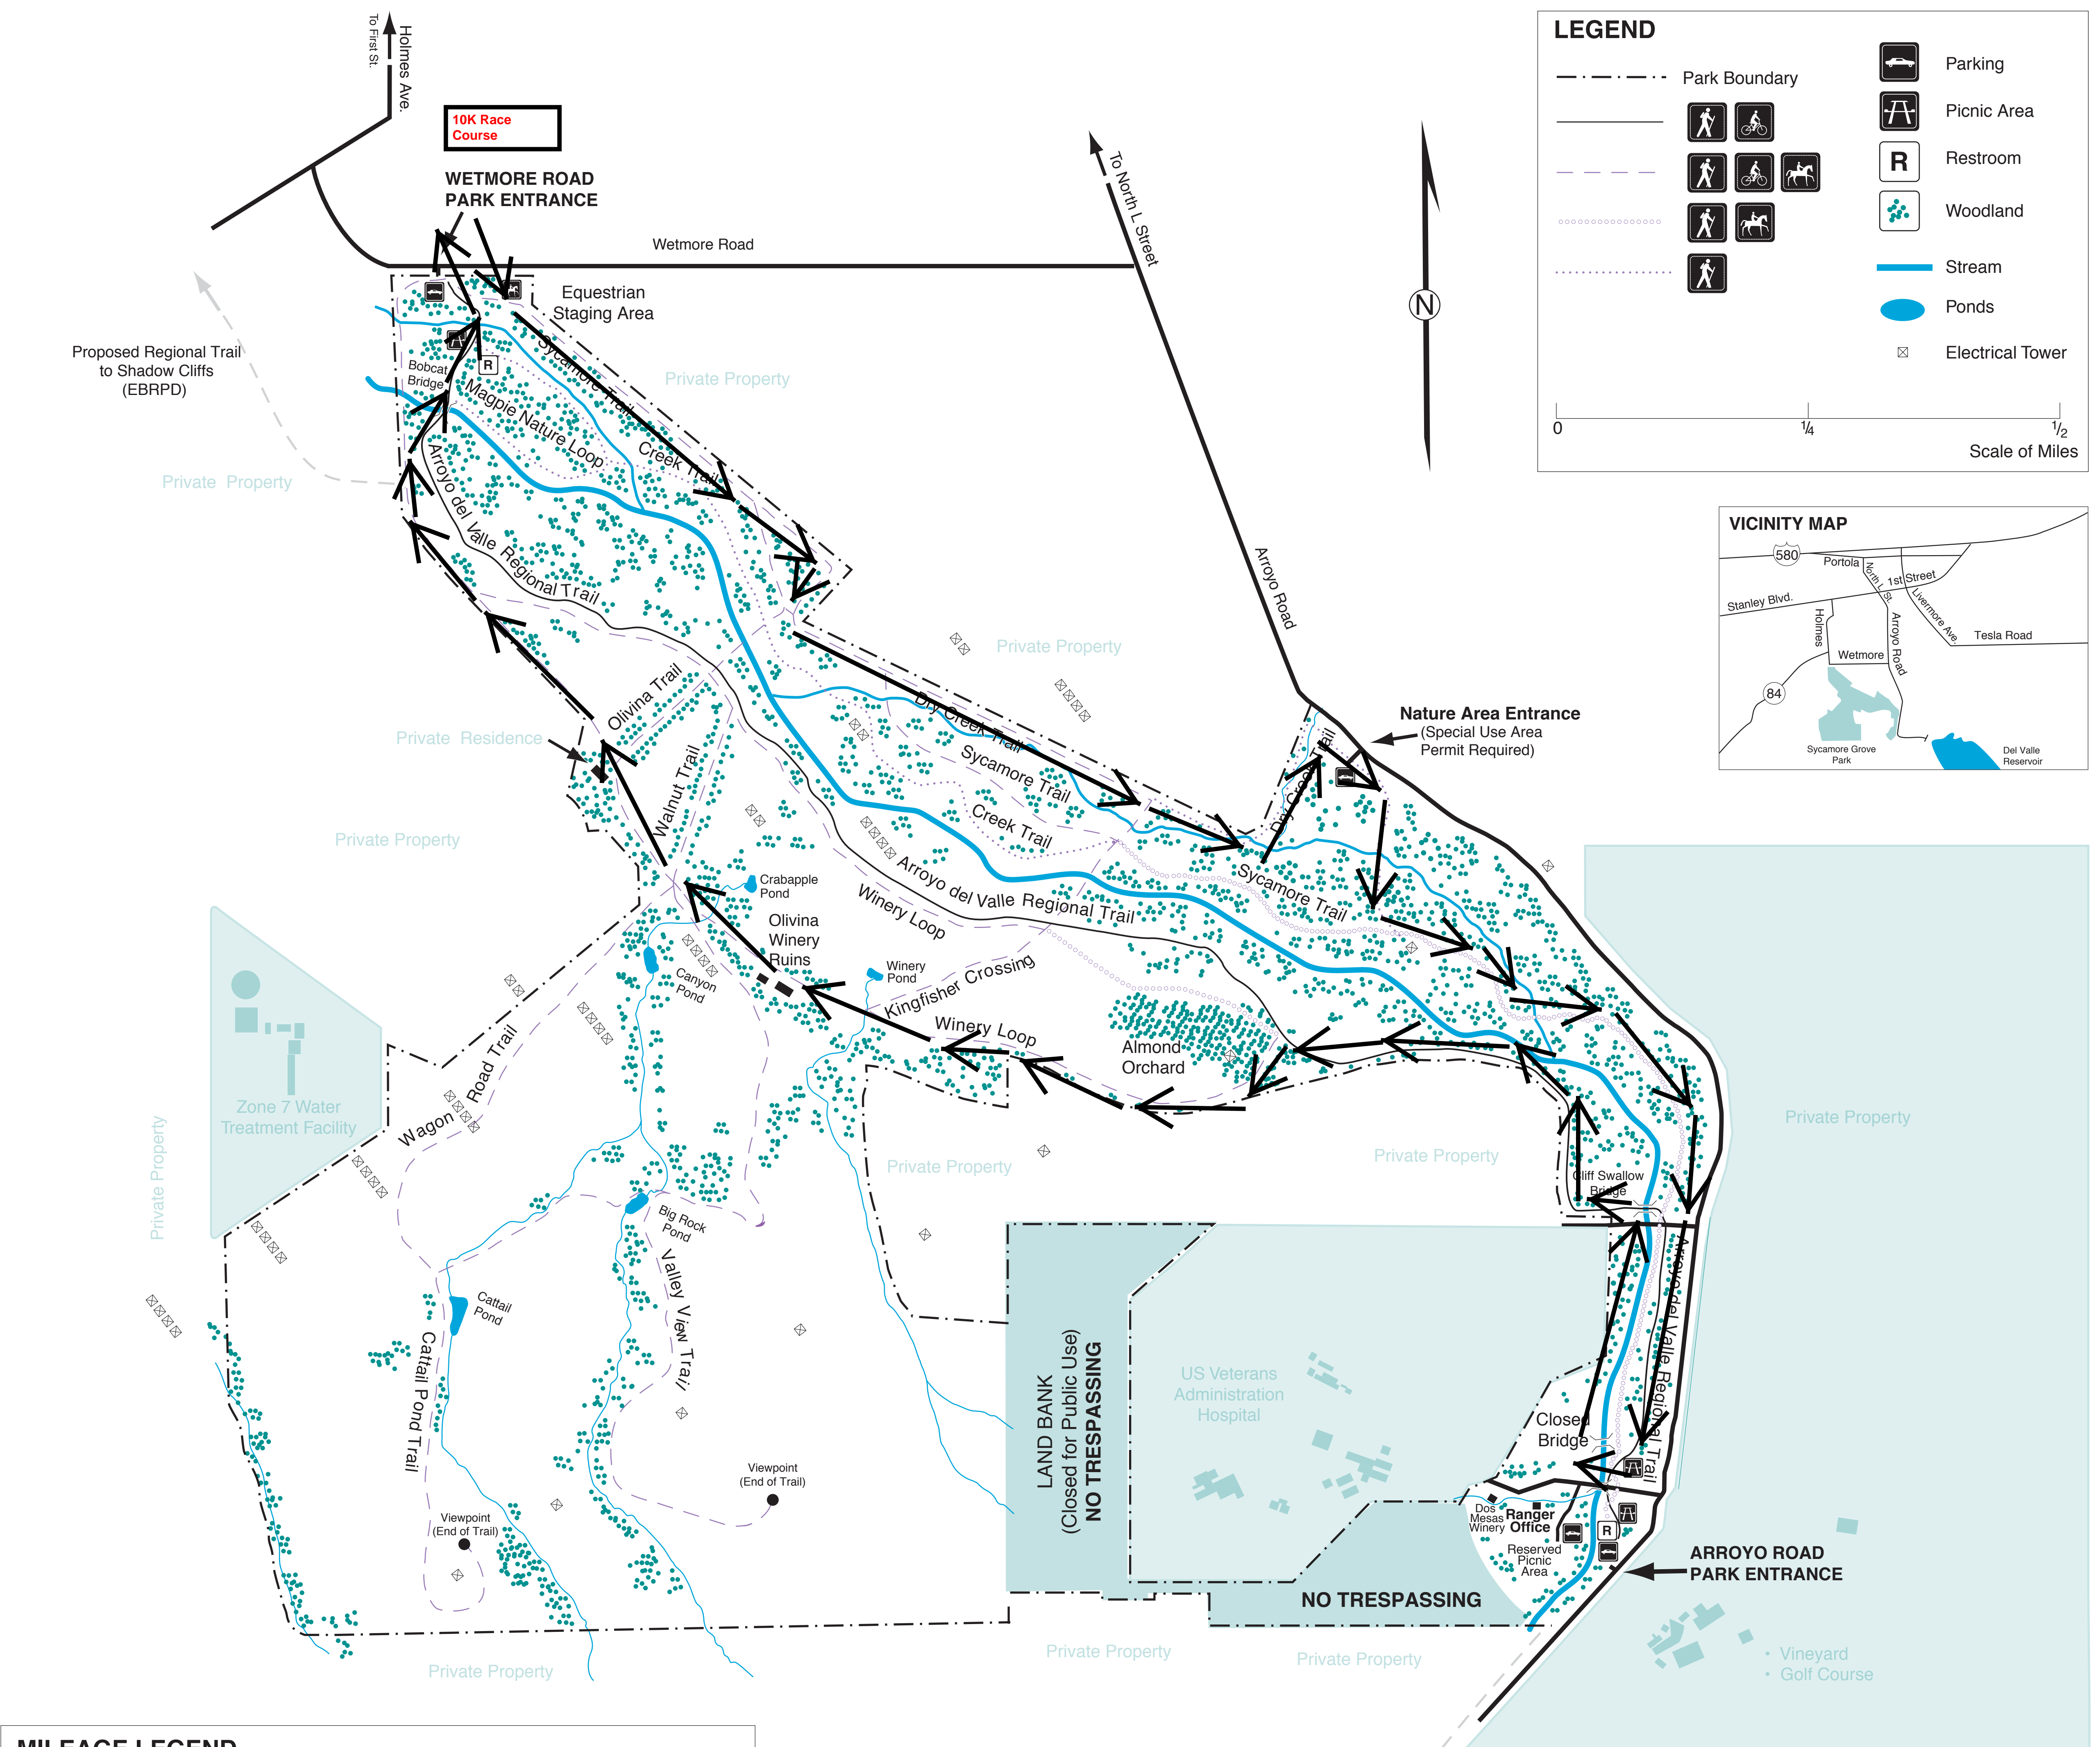 To First St.
Holmes Ave.
10K Race
Course
WETMORE ROAD
PARK ENTRANCE
Wetmore Road
To North L Street
Equestrian
Staging Area
Proposed Regional Trail
to Shadow Cliffs
(EBRPD)
Sycamore Trail
Bobcat
Bridge
R
Magpie Nature Loop
Private Property
Creek Trail
Private Property
Arroyo del Valle Regional Trail
N
LEGEND
Park Boundary
Parking
Picnic Area
R
Restroom
Woodland
Stream
Ponds
Electrical Tower
0
1/4
1/2
Scale of Miles
VICINITY MAP
580
Portola
North L St.
1st Street
Stanley Blvd.
Livermore Ave.
Holmes
Arroyo Road
Tesla Road
Wetmore
84
Sycamore Grove
Park
Del Valle
Reservoir
Arroyo Road
Private Property
Olivina Trail
Private Residence
Walnut Trail
Dry Creek Trail
Sycamore Trail
Creek Trail
Dry Creek Trail
Nature Area Entrance
(Special Use Area
Permit Required)
Private Property
Crabapple
Pond
Arroyo del Valle Regional Trail
Sycamore Trail
Winery Loop
Olivina
Winery
Ruins
Canyon
Pond
Winery
Pond
Kingfisher Crossing
Winery Loop
Almond
Orchard
Wagon Road Trail
Zone 7 Water
Treatment Facility
Private Property
Private Property
Private Property
Private Property
Cliff Swallow
Bridge
Big Rock
Pond
Valley View Trail
Cattail
Pond
Cattail Pond Trail
Arroyo del Valle Regional Trail
LAND BANK
(Closed for Public Use)
NO TRESPASSING
US Veterans
Administration
Hospital
Closed
Bridge
Viewpoint
(End of Trail)
Viewpoint
(End of Trail)
Dos
Mesas
Winery
Ranger
Office
R
Reserved
Picnic
Area
ARROYO ROAD
PARK ENTRANCE
NO TRESPASSING
Private Property
Private Property
Private Property
• Vineyard
• Golf Course
MILEAGE LEGEND